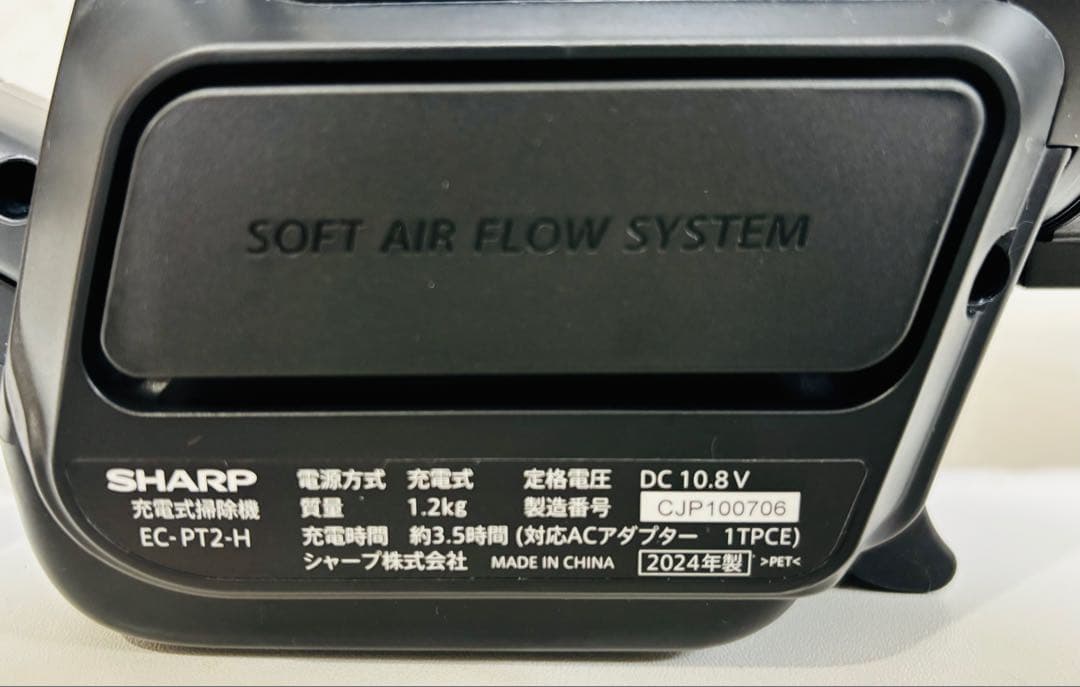 SOFT AIR FLOW SYSTEM
SHARP 電源方式 充電式 定格電圧 DC 10.8 V
充電式掃除機 質量 1.2kg 製造番号 CJP100706
EC-PT2-H 充電時間 約3.5時間 (対応ACアダプター 1TPCE)
シャープ株式会社 MADE IN CHINA 2024年製 >PET<